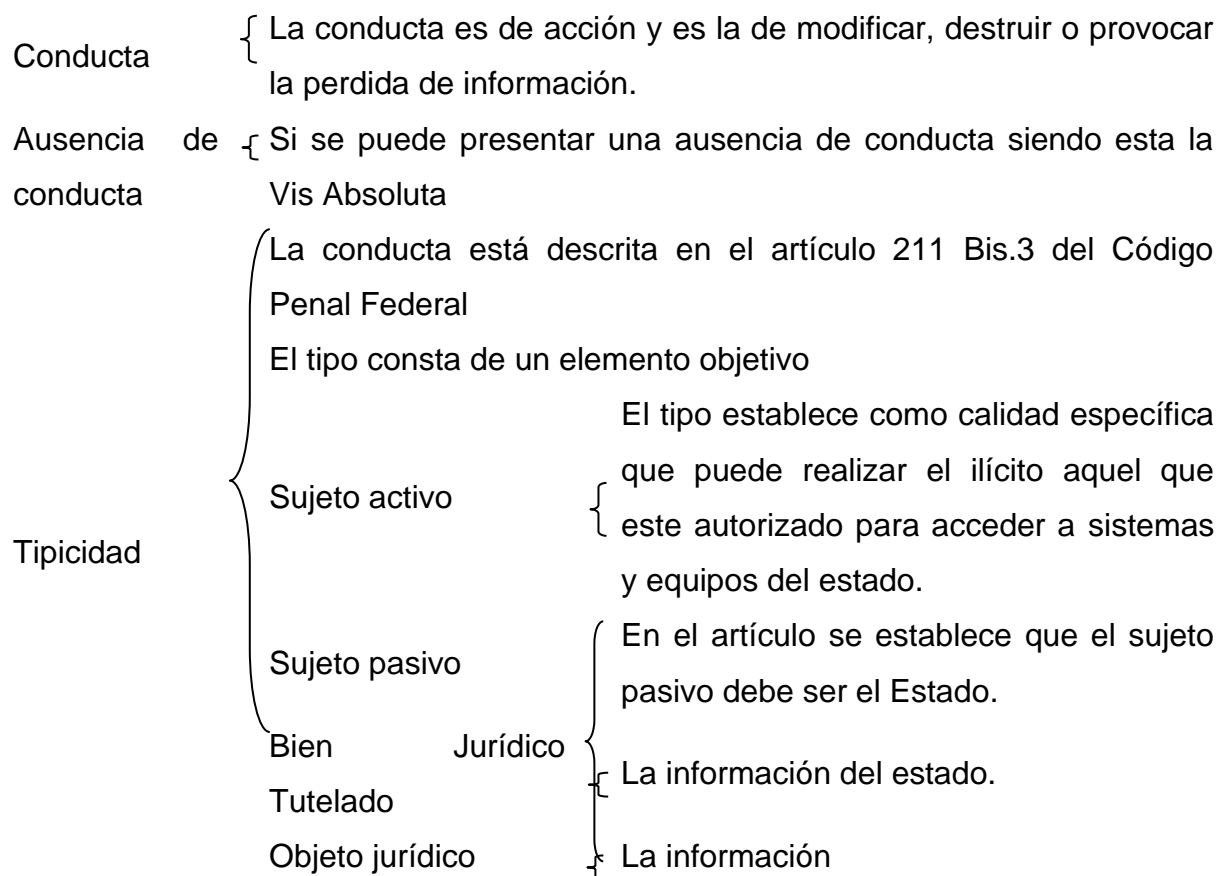 Conducta
La conducta es de acción y es la de modificar, destruir o provocar
la perdida de información.
Ausencia de
conducta
Si se puede presentar una ausencia de conducta siendo esta la
Vis Absoluta
Tipicidad
La conducta está descrita en el artículo 211 Bis.3 del Código
Penal Federal
El tipo consta de un elemento objetivo
Sujeto activo
El tipo establece como calidad específica
que puede realizar el ilícito aquel que
este autorizado para acceder a sistemas
y equipos del estado.
Sujeto pasivo
En el artículo se establece que el sujeto
pasivo debe ser el Estado.
Bien Jurídico
Tutelado
La información del estado.
Objeto jurídico
La información